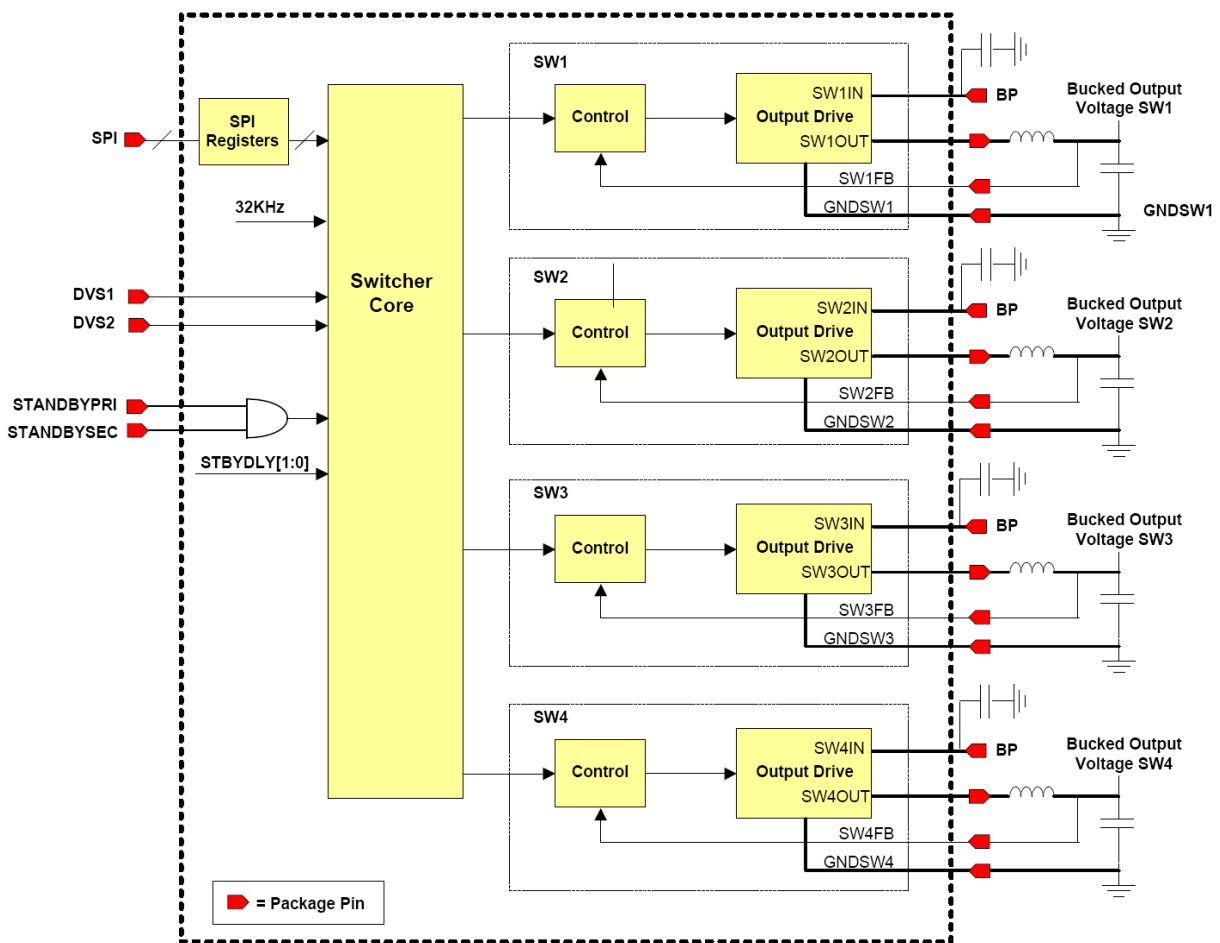 SPI
SPI
Registers
32KHz
DVS1
DVS2
STANDBYPRI
STANDBYSEC
STBYDLY[1:0]
Switcher
Core
SW1
Control
Output Drive
SW1IN
SW1OUT
SW1FB
GNDSW1
BP
Bucked Output
Voltage SW1
GNDSW1
SW2
Control
Output Drive
SW2IN
SW2OUT
SW2FB
GNDSW2
BP
Bucked Output
Voltage SW2
SW3
Control
Output Drive
SW3IN
SW3OUT
SW3FB
GNDSW3
BP
Bucked Output
Voltage SW3
SW4
Control
Output Drive
SW4IN
SW4OUT
SW4FB
GNDSW4
BP
Bucked Output
Voltage SW4
= Package Pin